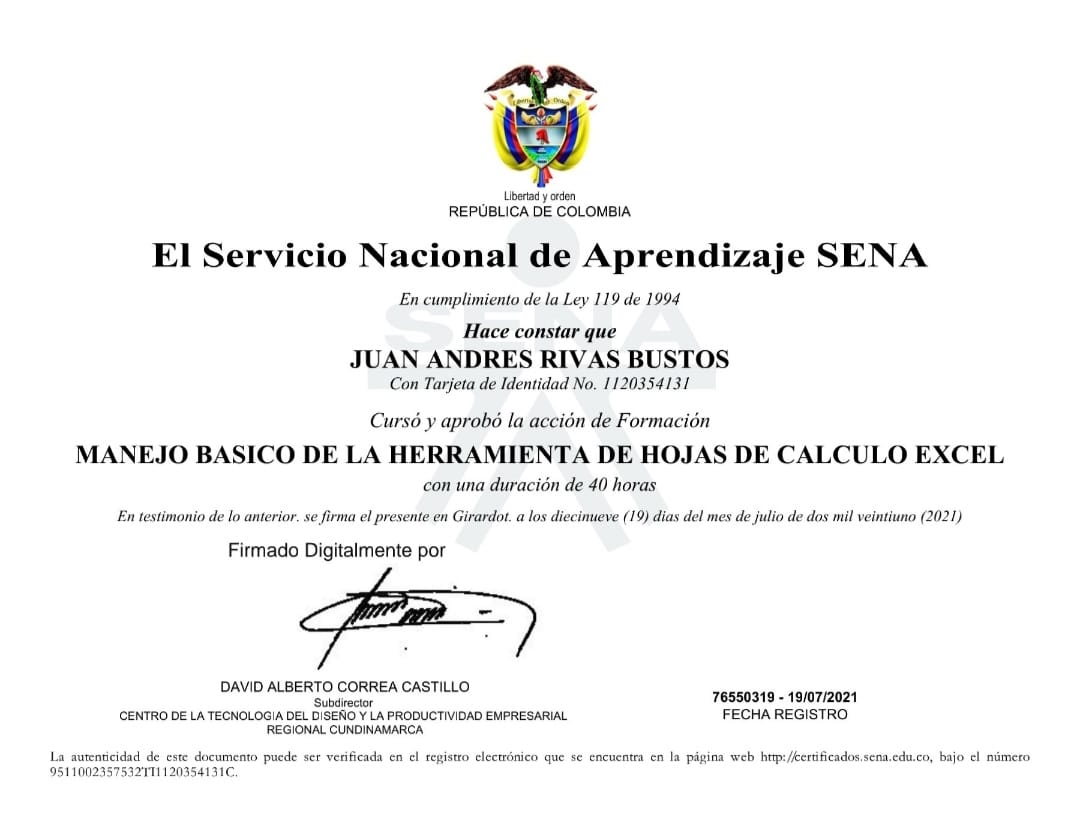 Libertad y Orden
Libertad y orden
REPÚBLICA DE COLOMBIA
El Servicio Nacional de Aprendizaje SENA
En cumplimiento de la Ley 119 de 1994
SENA
Hace constar que
JUAN ANDRES RIVAS BUSTOS
Con Tarjeta de Identidad No. 1120354131
Cursó y aprobó la acción de Formación
MANEJO BASICO DE LA HERRAMIENTA DE HOJAS DE CALCULO EXCEL
con una duración de 40 horas
En testimonio de lo anterior. se firma el presente en Girardot. a los diecinueve (19) dias del mes de julio de dos mil veintiuno (2021)
Firmado Digitalmente por
DAVID ALBERTO CORREA CASTILLO
Subdirector
CENTRO DE LA TECNOLOGIA DEL DISEÑO Y LA PRODUCTIVIDAD EMPRESARIAL
REGIONAL CUNDINAMARCA
76550319 - 19/07/2021
FECHA REGISTRO
La autenticidad de este documento puede ser verificada en el registro electrónico que se encuentra en la página web http://certificados.sena.edu.co, bajo el número
9511002357532TI1120354131C.